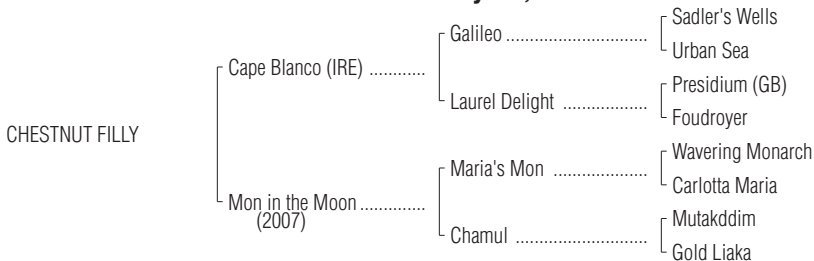 Sadler's Wells
Galileo ..............................
Urban Sea
Cape Blanco (IRE) ............
Presidium (GB)
Laurel Delight ..................
Foudroyer
CHESTNUT FILLY
Wavering Monarch
Maria's Mon ....................
Carlotta Maria
Mon in the Moon ..............
(2007)
Mutakddim
Chamul ............................
Gold Liaka